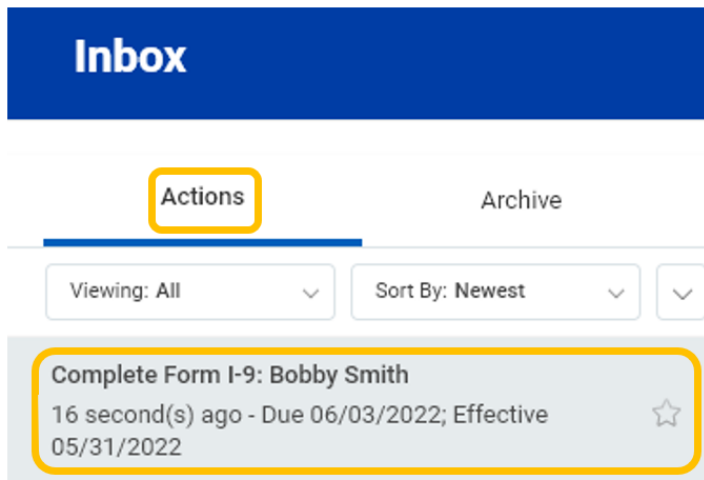 Inbox
Actions
Archive
Viewing: All
Sort By: Newest
Complete Form I-9: Bobby Smith
16 second(s) ago - Due 06/03/2022; Effective
05/31/2022